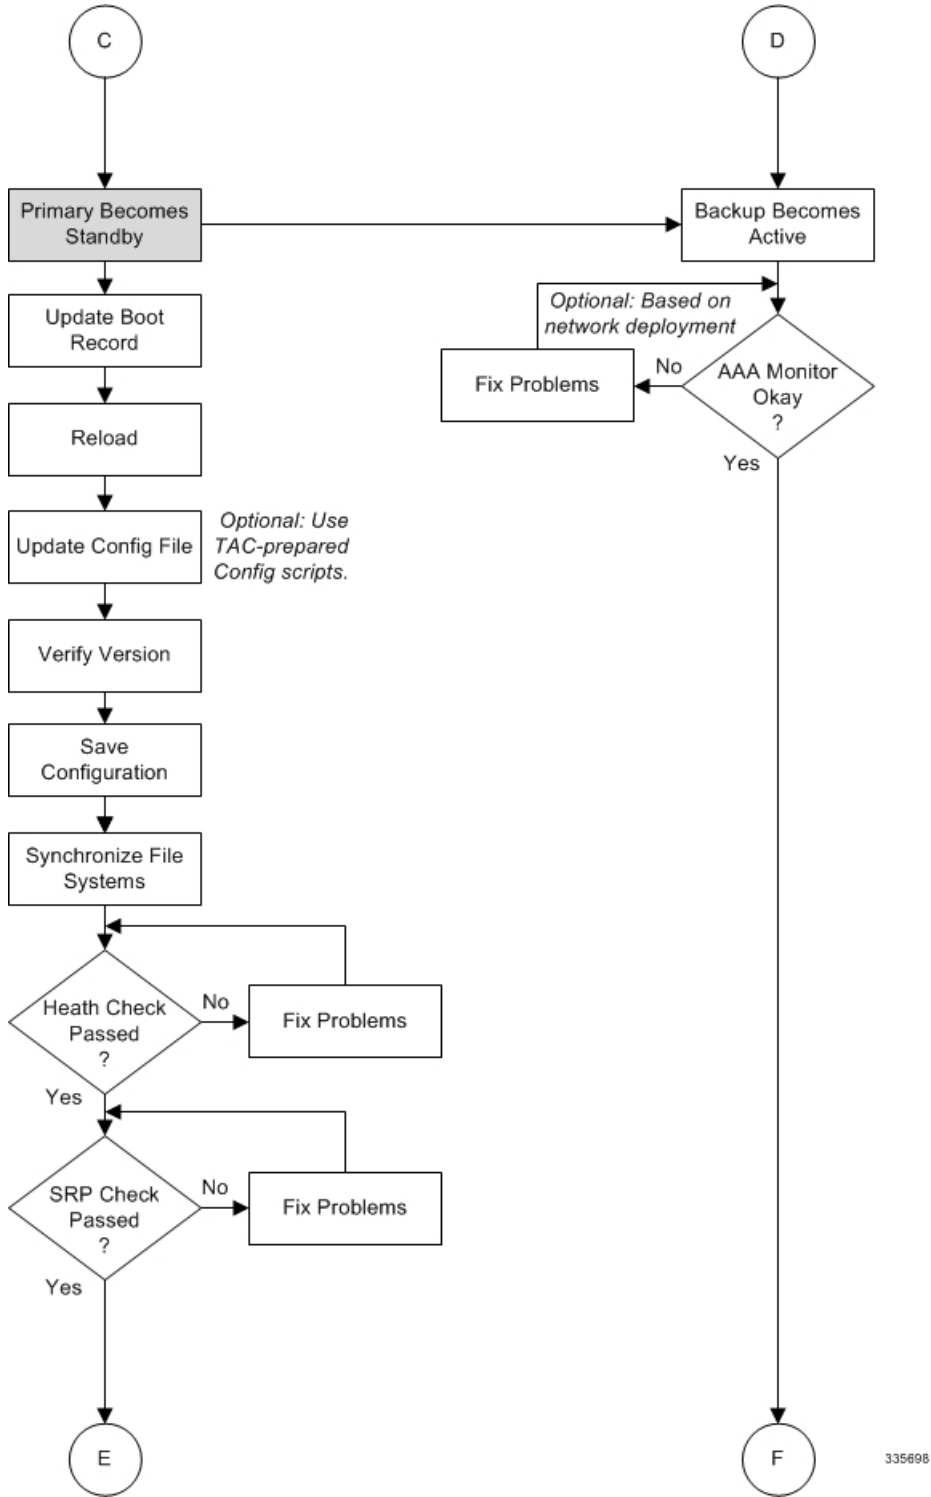 C
D
Primary Becomes
Standby
Backup Becomes
Active
Update Boot
Record
Optional: Based on
network deployment
Fix Problems
No
AAA Monitor
Okay
?
Yes
Reload
Update Config File
Optional: Use
TAC-prepared
Config scripts.
Verify Version
Save
Configuration
Synchronize File
Systems
Heath Check
Passed
?
No
Fix Problems
Yes
SRP Check
Passed
?
No
Fix Problems
Yes
E
F
335698